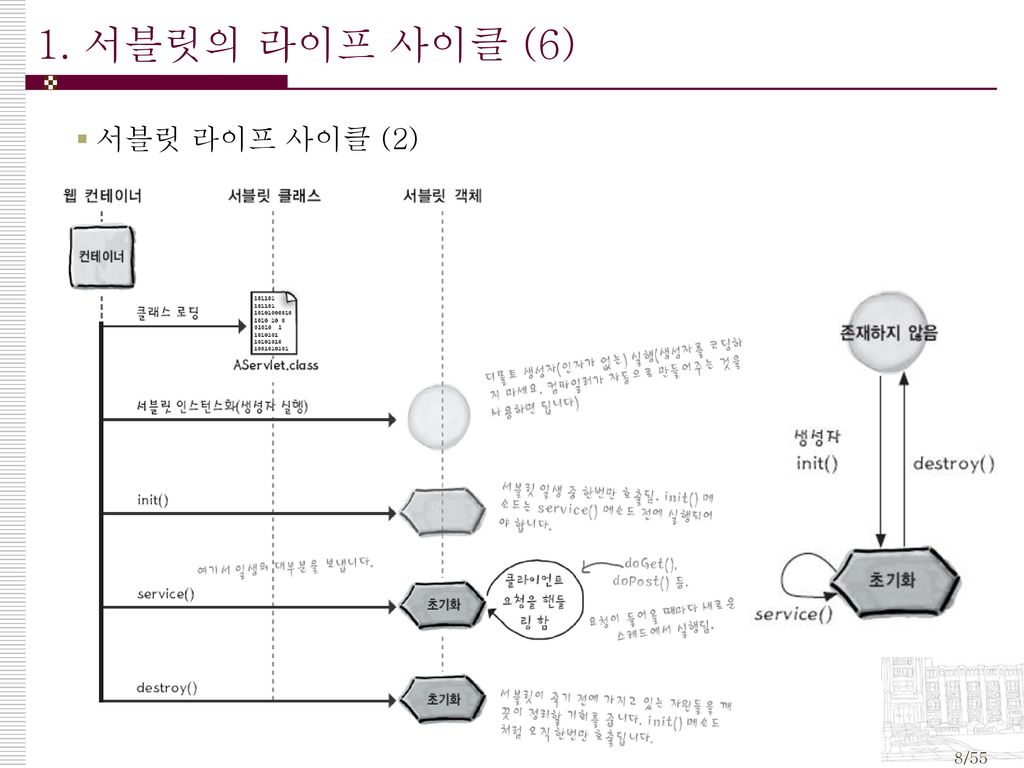 1. 서블릿의 라이프 사이클 (6)
서블릿 라이프 사이클 (2)
웹 컨테이너
서블릿 클래스
서블릿 객체
컨테이너
클래스 로딩
101101
101101
10101000010
1010 10 0
01010 1
1010101
10101010
1001010101
AServlet.class
서블릿 인스턴스화(생성자 실행)
디폴트 생성자(인자가 없는) 실행(생성자를 코딩하
지 마세요. 컴파일러가 자동으로 만들어주는 것을
사용하면 됩니다)
init()
서블릿 일생 중 한번만 호출됨. init() 메
소드는 service() 메소드 전에 실행되어
야 합니다.
여기서 일생의 대부분을 보냅니다.
service()
초기화
클라이언트
요청을 핸들
링 함
doGet(),
doPost() 등.
요청이 들어올 때마다 새로운
스레드에서 실행됨.
destroy()
초기화
서블릿이 죽기 전에 가지고 있는 자원들을 깨
끗이 정리할 기회를 줍니다. init() 메소드
처럼 오직 한번만 호출됩니다.
존재하지 않음
생성자
init()
destroy()
초기화
service()
8/55